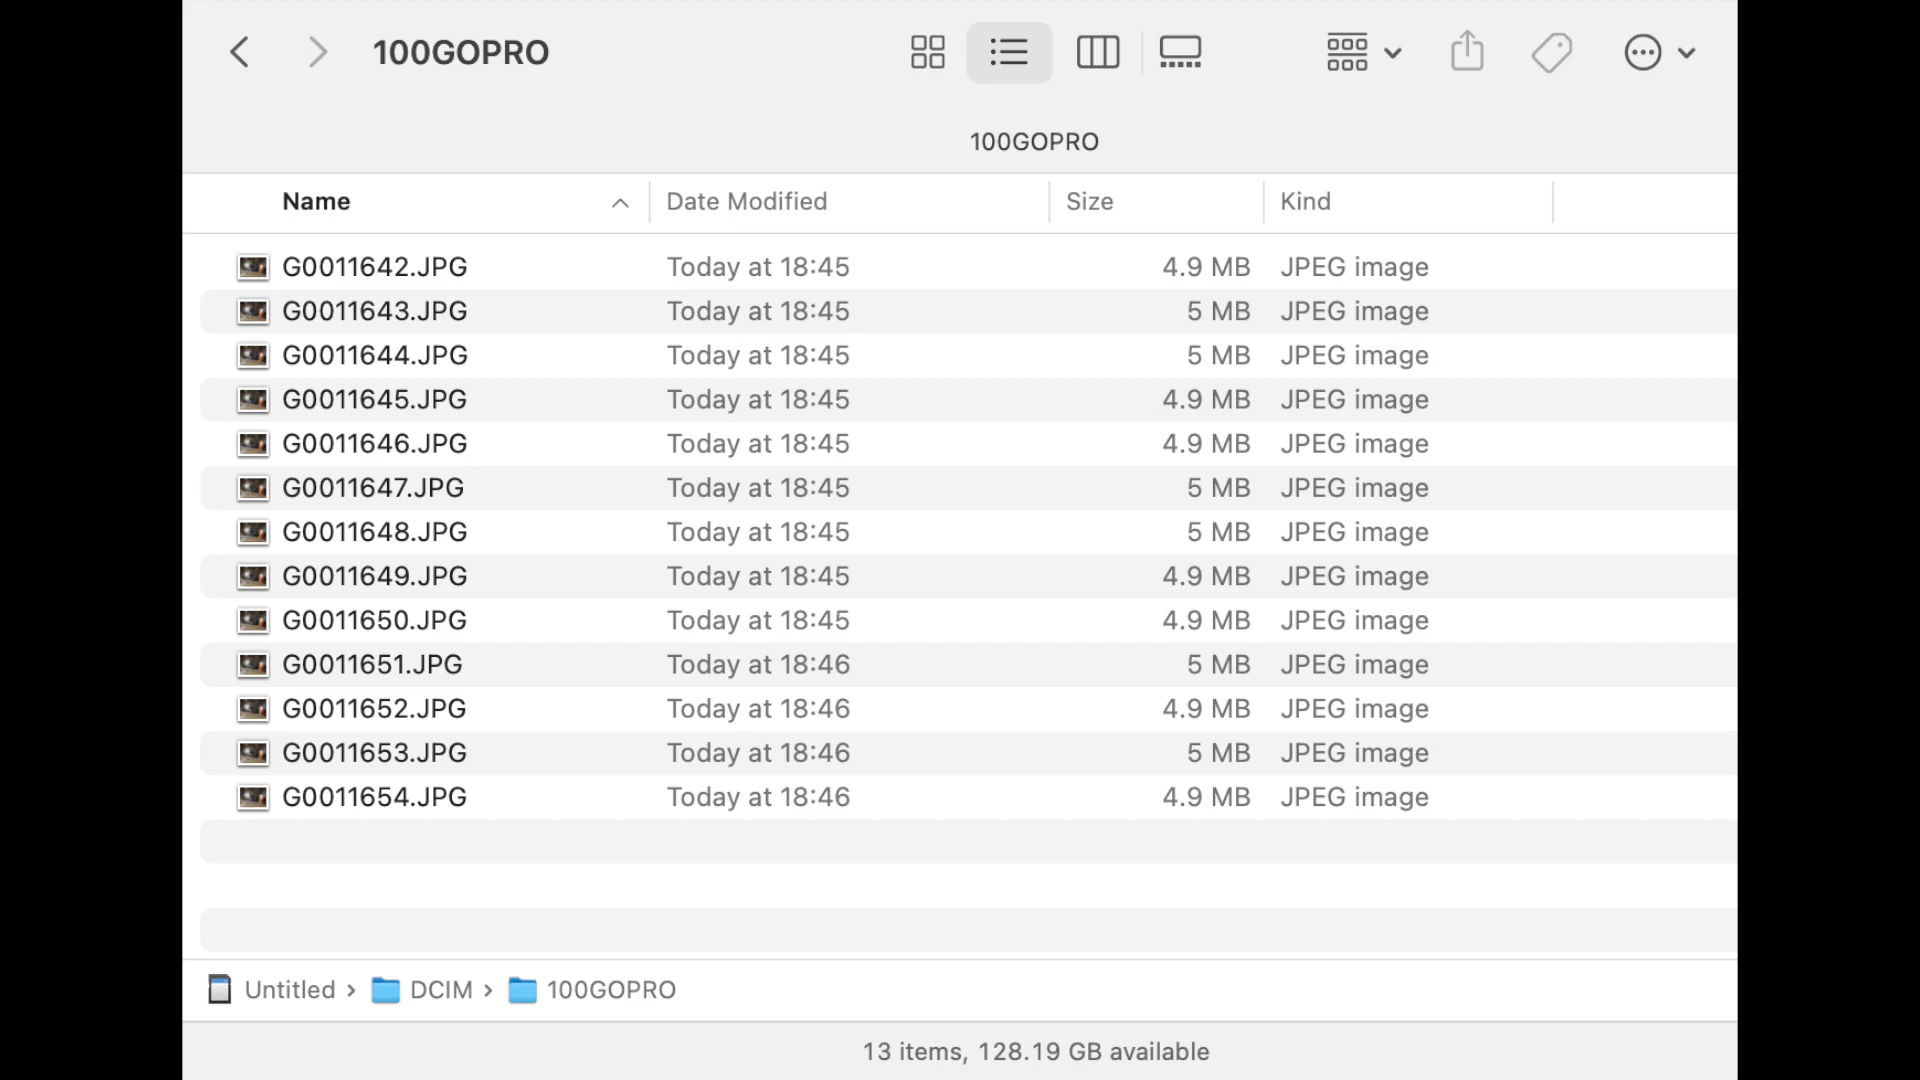 100GOPRO
100GOPRO
Name Date Modified Size Kind
G0011642.JPG Today at 18:45 4.9 MB JPEG image
G0011643.JPG Today at 18:45 5 MB JPEG image
G0011644.JPG Today at 18:45 5 MB JPEG image
G0011645.JPG Today at 18:45 4.9 MB JPEG image
G0011646.JPG Today at 18:45 4.9 MB JPEG image
G0011647.JPG Today at 18:45 5 MB JPEG image
G0011648.JPG Today at 18:45 5 MB JPEG image
G0011649.JPG Today at 18:45 4.9 MB JPEG image
G0011650.JPG Today at 18:45 4.9 MB JPEG image
G0011651.JPG Today at 18:46 5 MB JPEG image
G0011652.JPG Today at 18:46 4.9 MB JPEG image
G0011653.JPG Today at 18:46 5 MB JPEG image
G0011654.JPG Today at 18:46 4.9 MB JPEG image
Untitled › DCIM › 100GOPRO
13 items, 128.19 GB available